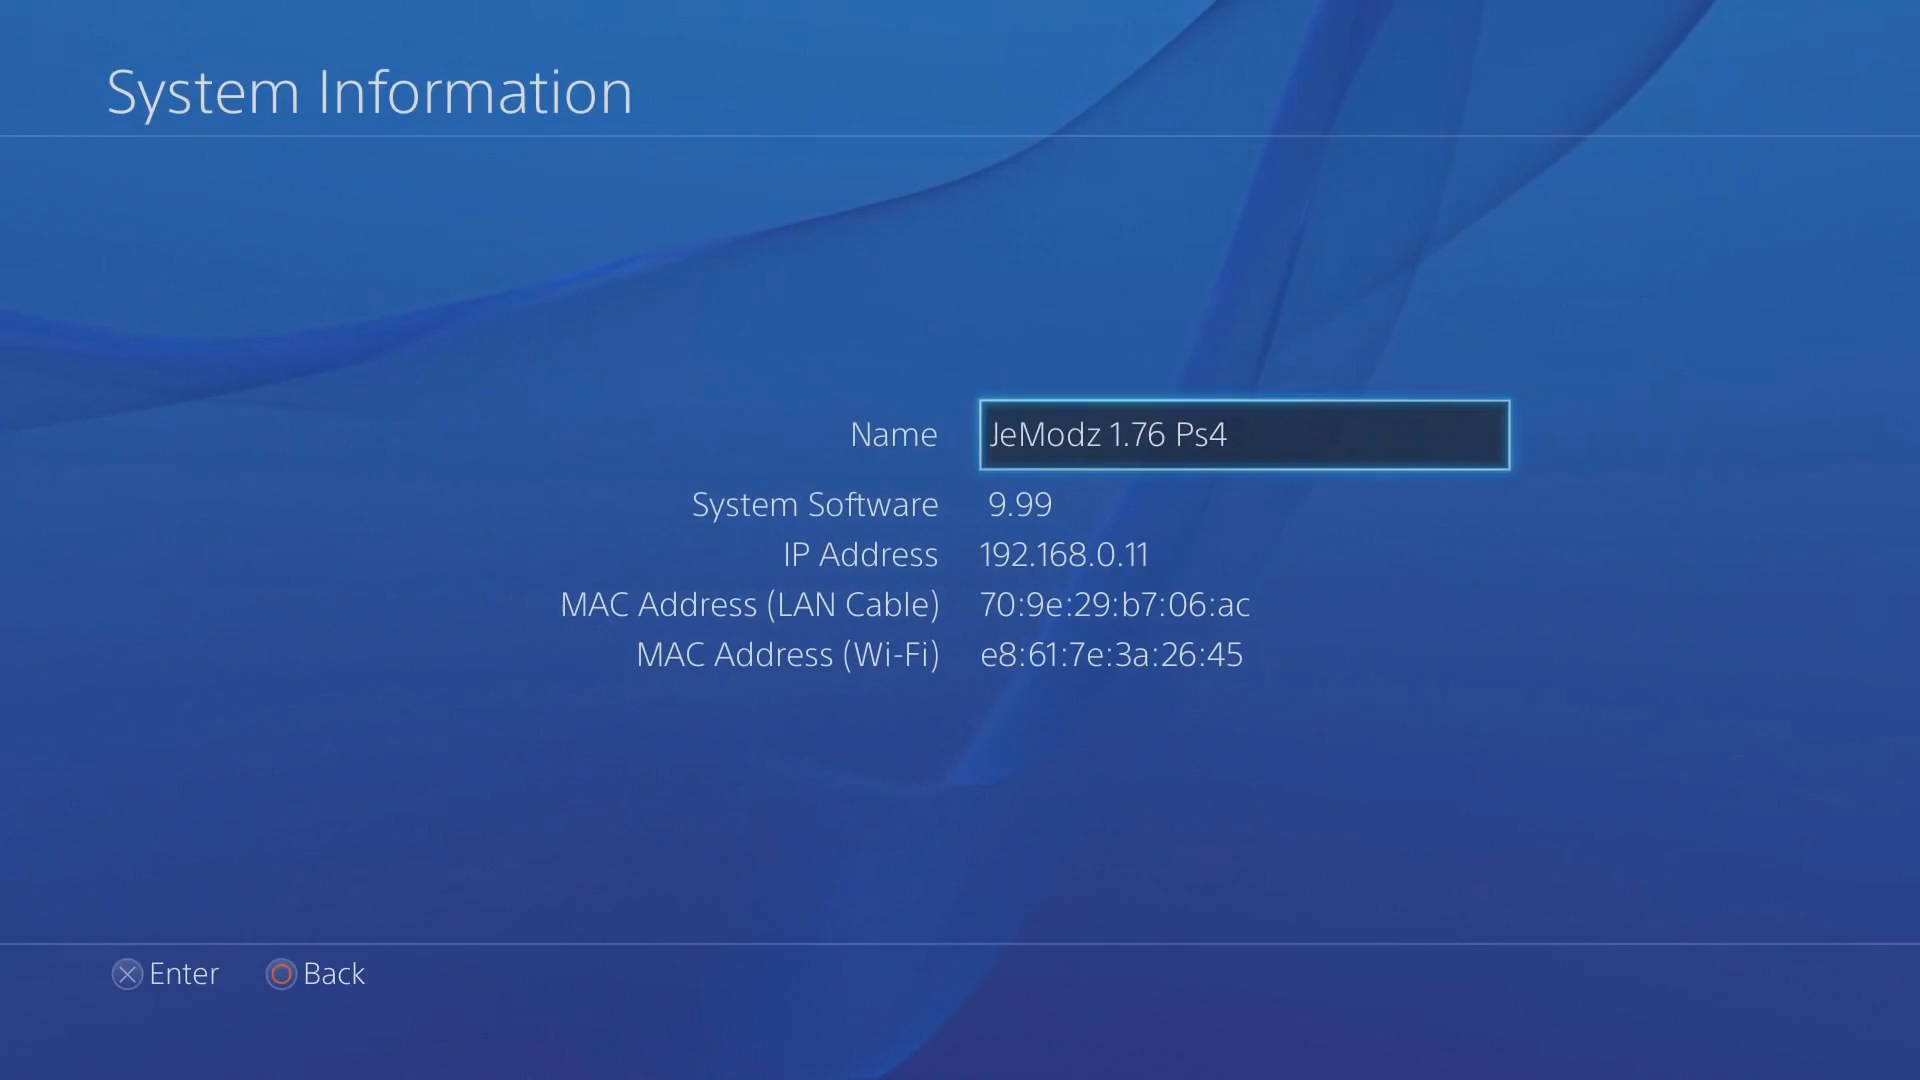 System Information
Name JeModz 1.76 Ps4
System Software 9.99
IP Address 192.168.0.11
MAC Address (LAN Cable) 70:9e:29:b7:06:ac
MAC Address (Wi-Fi) e8:61:7e:3a:26:45
Enter Back